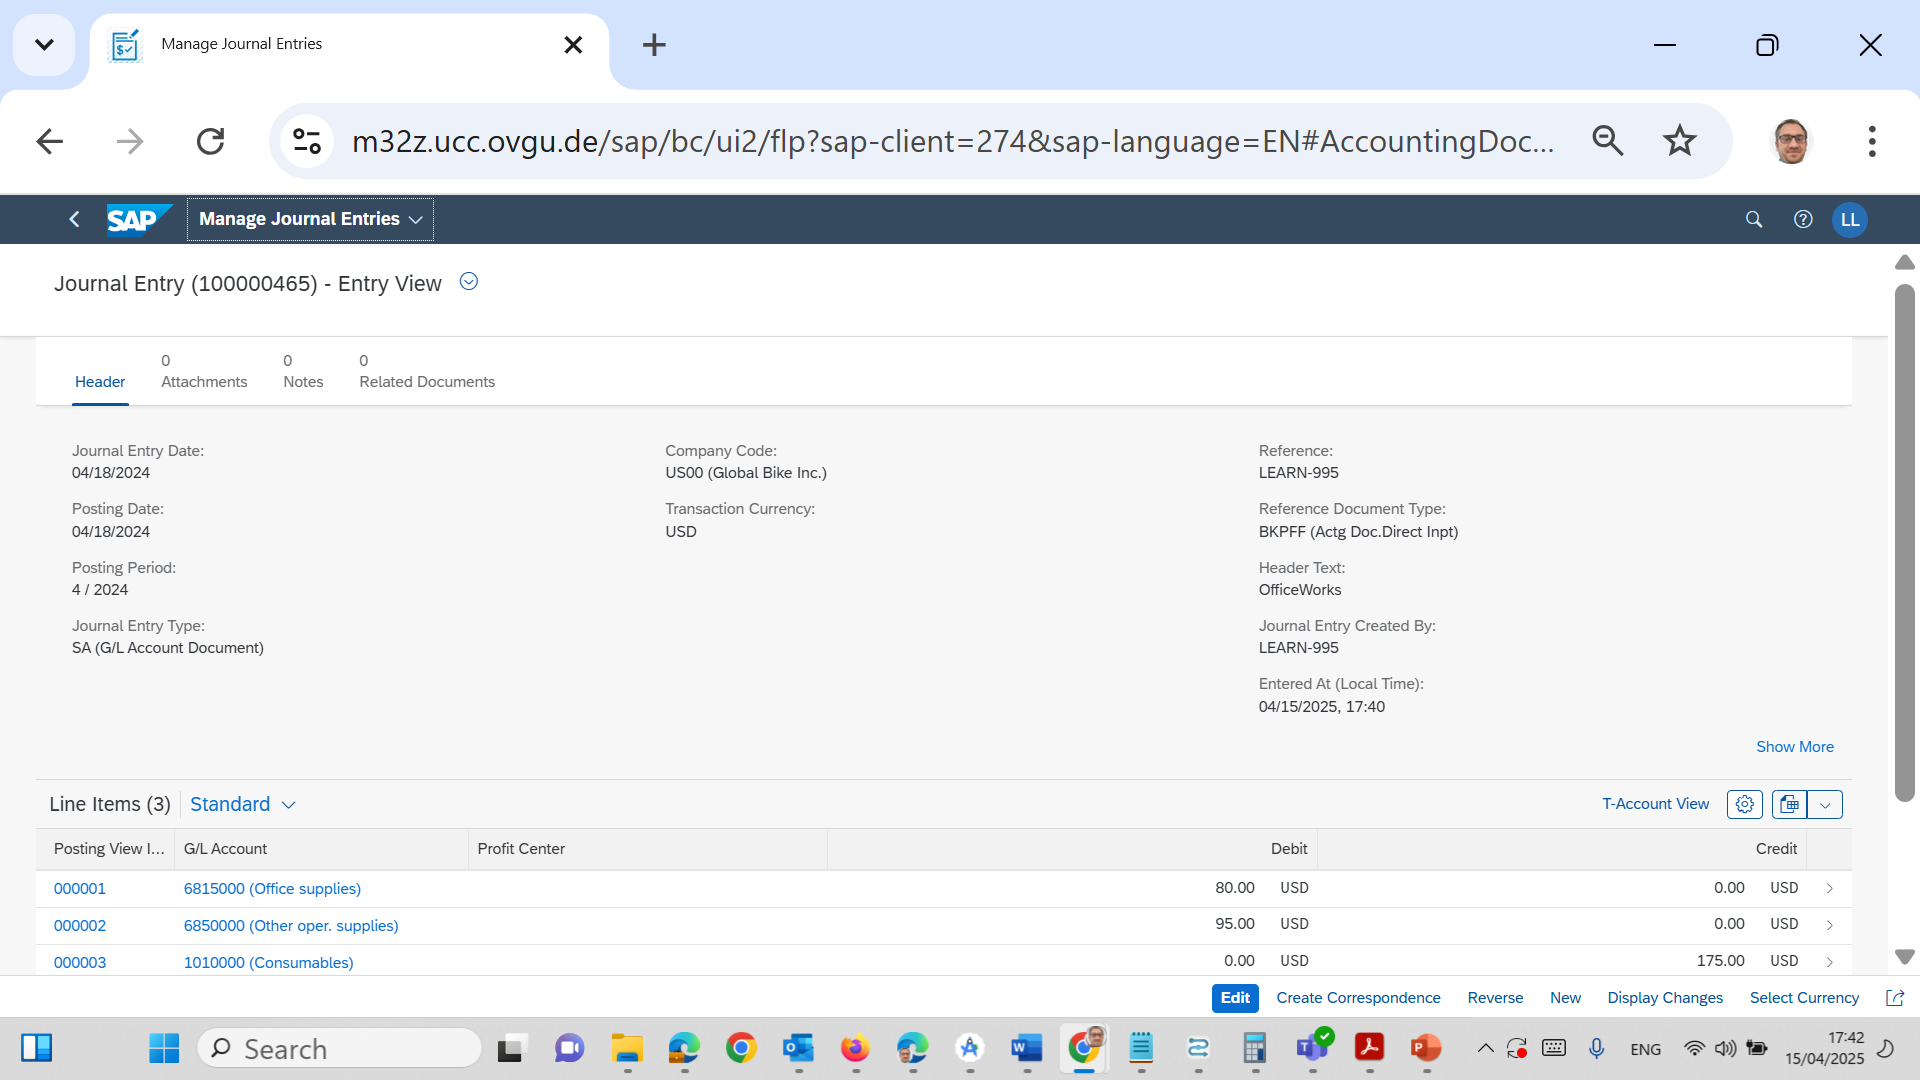 Manage Journal Entries
m32z.ucc.ovgu.de/sap/bc/ui2/flp?sap-client=274&sap-language=EN#AccountingDoc...
SAP
Manage Journal Entries
LL
Journal Entry (100000465) - Entry View
Header
0
Attachments
0
Notes
0
Related Documents
Journal Entry Date:
04/18/2024
Posting Date:
04/18/2024
Posting Period:
4 / 2024
Journal Entry Type:
SA (G/L Account Document)
Company Code:
US00 (Global Bike Inc.)
Transaction Currency:
USD
Reference:
LEARN-995
Reference Document Type:
BKPFF (Actg Doc.Direct Inpt)
Header Text:
OfficeWorks
Journal Entry Created By:
LEARN-995
Entered At (Local Time):
04/15/2025, 17:40
Show More
Line Items (3) Standard
T-Account View
Posting View I... G/L Account Profit Center Debit Credit
000001 6815000 (Office supplies) 80.00 USD 0.00 USD
000002 6850000 (Other oper. supplies) 95.00 USD 0.00 USD
000003 1010000 (Consumables) 0.00 USD 175.00 USD
Edit Create Correspondence Reverse New Display Changes Select Currency
Search
ENG
17:42
15/04/2025